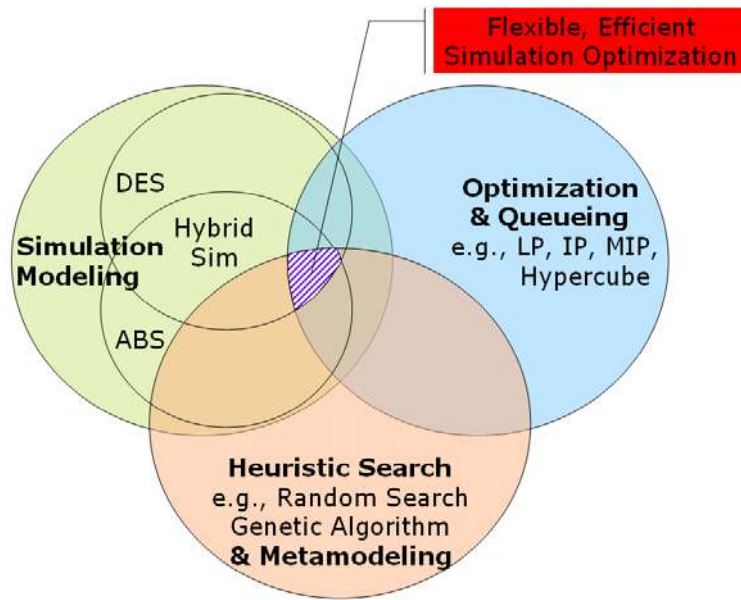 Flexible, Efficient
Simulation Optimization
DES
Optimization
& Queueing
e.g., LP, IP, MIP,
Hypercube
Hybrid
Sim
Simulation
Modeling
ABS
Heuristic Search
e.g., Random Search
Genetic Algorithm
& Metamodeling